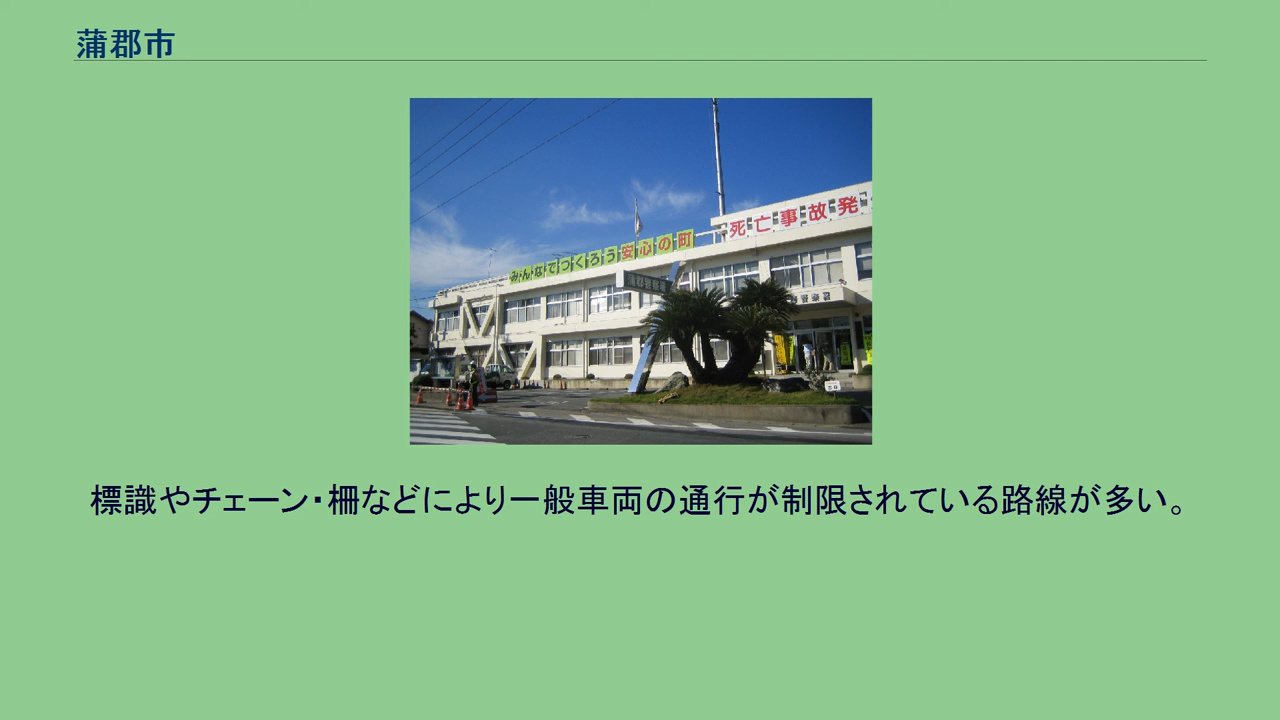 蒲郡市
死亡事故発
みんなでつくろう安心の町
標識やチェーン・柵などにより一般車両の通行が制限されている路線が多い。